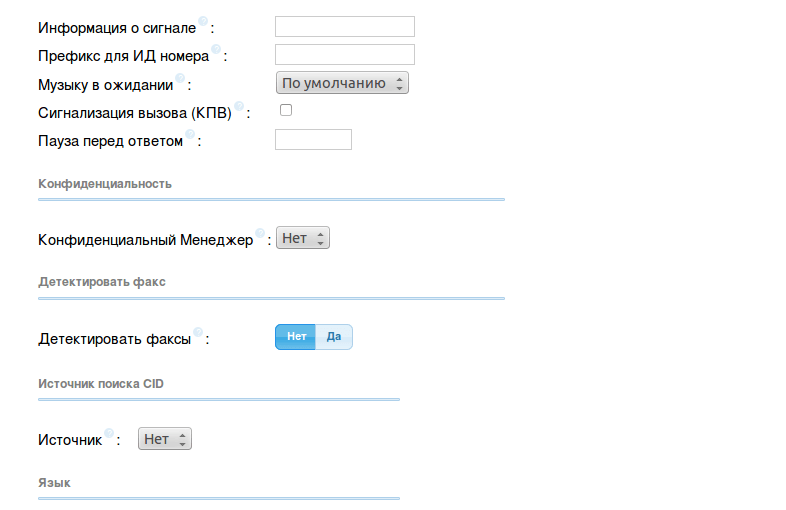 Информация о сигнале ? :
Префикс для ИД номера ? :
Музыку в ожидании ? : По умолчанию
Сигнализация вызова (КПВ) ? :
Пауза перед ответом ? :
Конфиденциальность
Конфиденциальный Менеджер ? : Нет
Детектировать факс
Детектировать факсы ? : Нет Да
Источник поиска CID
Источник ? : Нет
Язык